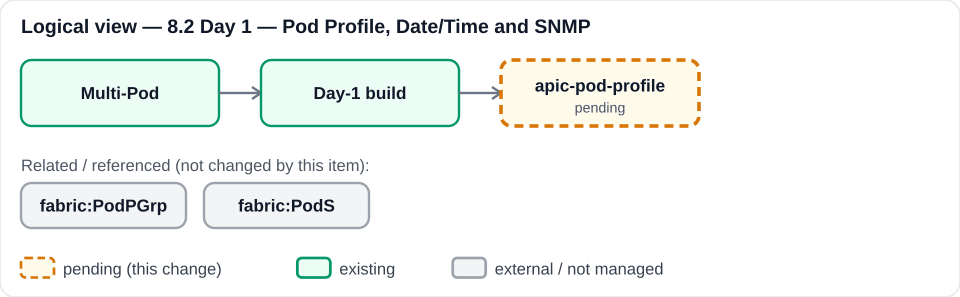 Logical view — 8.2 Day 1 — Pod Profile, Date/Time and SNMP
Multi-Pod
Day-1 build
apic-pod-profile
pending
Related / referenced (not changed by this item):
fabric:PodPGrp
fabric:PodS
pending (this change)
existing
external / not managed